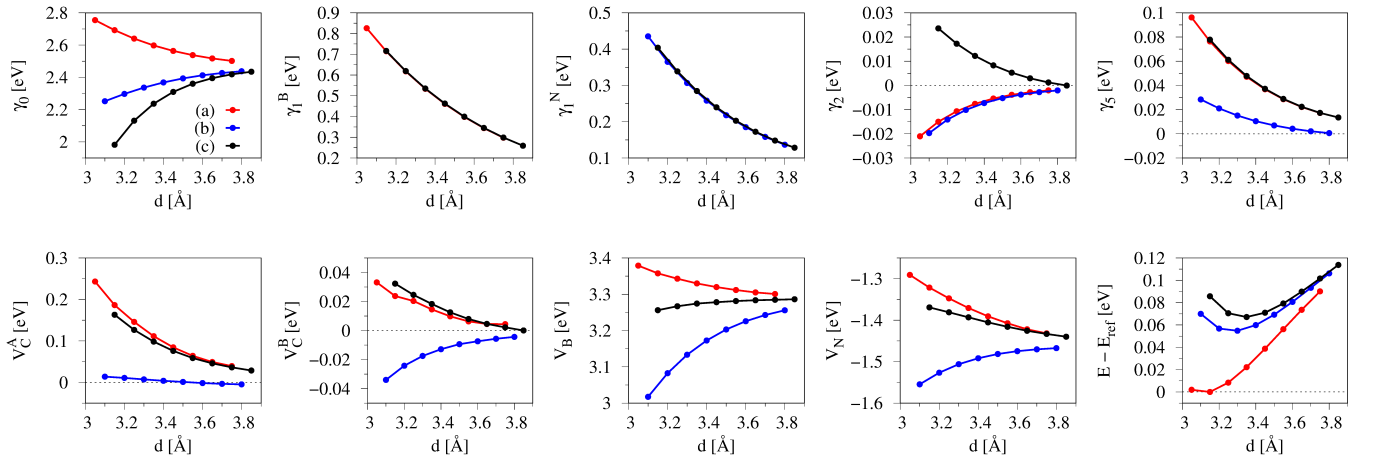 2.8
2.6
2.4
2.2
2
γ0 [eV]
(a)
(b)
(c)
3 3.2 3.4 3.6 3.8
d [Å]
0.9
0.8
0.7
0.6
0.5
0.4
0.3
0.2
γ1^B [eV]
3 3.2 3.4 3.6 3.8
d [Å]
0.5
0.4
0.3
0.2
0.1
γ1^N [eV]
3 3.2 3.4 3.6 3.8
d [Å]
0.03
0.02
0.01
0
−0.01
−0.02
−0.03
γ2 [eV]
3 3.2 3.4 3.6 3.8
d [Å]
0.1
0.08
0.06
0.04
0.02
0
−0.02
γ5 [eV]
3 3.2 3.4 3.6 3.8
d [Å]
0.3
0.2
0.1
0
V_C^A [eV]
3 3.2 3.4 3.6 3.8
d [Å]
0.04
0.02
0
−0.02
−0.04
V_C^B [eV]
3 3.2 3.4 3.6 3.8
d [Å]
3.4
3.3
3.2
3.1
3
V_B [eV]
3 3.2 3.4 3.6 3.8
d [Å]
−1.3
−1.4
−1.5
−1.6
V_N [eV]
3 3.2 3.4 3.6 3.8
d [Å]
0.12
0.1
0.08
0.06
0.04
0.02
0
E − E_ref [eV]
3 3.2 3.4 3.6 3.8
d [Å]